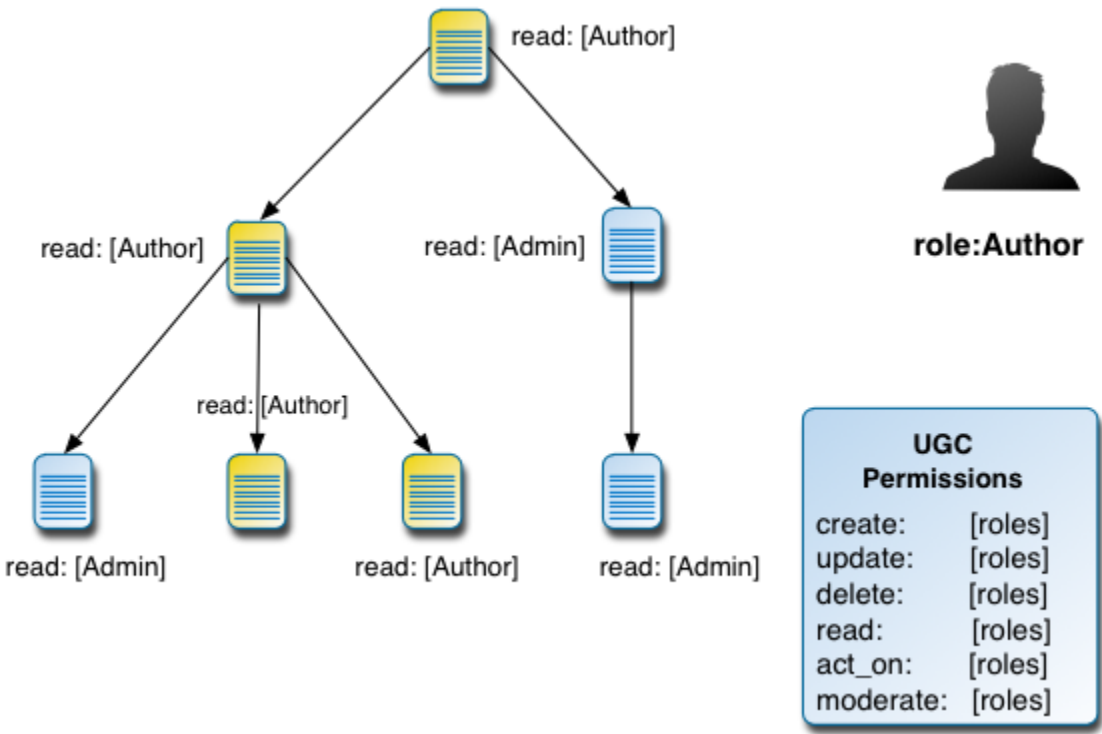 read: [Author]
role:Author
read: [Author]
read: [Admin]
read: [Author]
read: [Admin]
read: [Author]
read: [Admin]
UGC
Permissions
create: [roles]
update: [roles]
delete: [roles]
read: [roles]
act_on: [roles]
moderate: [roles]